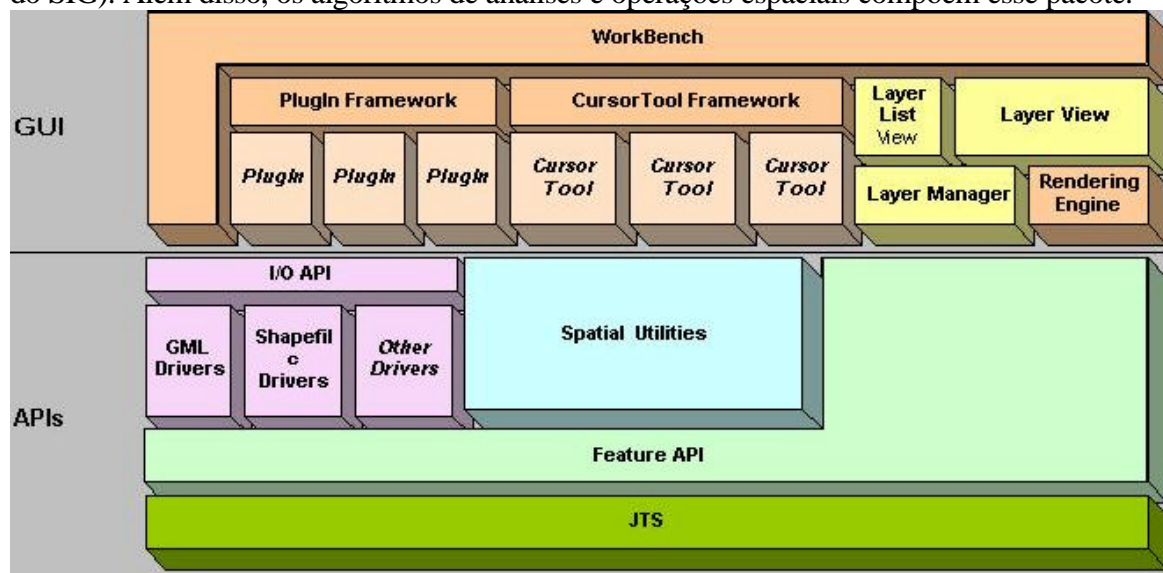 do SIG). Além disso, os algoritmos de análises e operações espaciais compõem esse pacote.
WorkBench
GUI
PlugIn Framework
CursorTool Framework
Layer
List
View
Layer View
PlugIn
PlugIn
PlugIn
Cursor
Tool
Cursor
Tool
Cursor
Tool
Layer Manager
Rendering
Engine
APIs
I/O API
GML
Drivers
Shapefil
e
Drivers
Other
Drivers
Spatial Utilities
Feature API
JTS